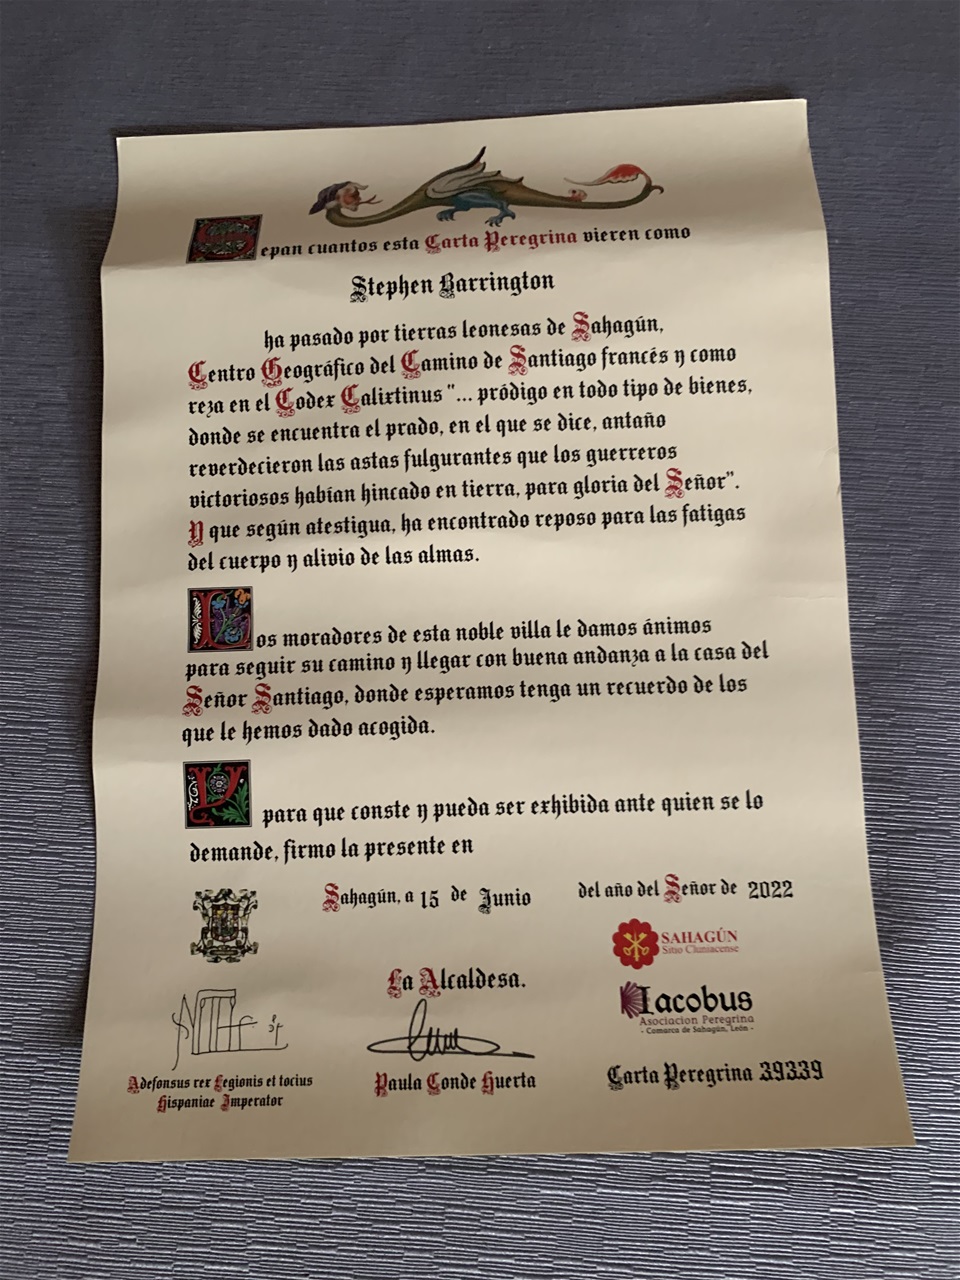 Sepan cuantos esta Carta Peregrina vieren como
Stephen Barrington
ha pasado por tierras leonesas de Sahagún,
Centro Geográfico del Camino de Santiago francés y como
reza en el Codex Calixtinus "... pródigo en todo tipo de bienes,
donde se encuentra el prado, en el que se dice, antaño
reverdecieron las astas fulgurantes que los guerreros
victoriosos habían hincado en tierra, para gloria del Señor".
Y que según atestigua, ha encontrado reposo para las fatigas
del cuerpo y alivio de las almas.
Los moradores de esta noble villa le damos ánimos
para seguir su camino y llegar con buena andanza a la casa del
Señor Santiago, donde esperamos tenga un recuerdo de los
que le hemos dado acogida.
Y para que conste y pueda ser exhibida ante quien se lo
demande, firmo la presente en
Sahagún, a 15 de Junio del año del Señor de 2022
SAHAGÚN
Sitio Cluniacense
La Alcaldesa.
Iacobus
Asociacion Peregrina
- Comarca de Sahagún, León -
Adefonsus rex Legionis et tocius
Hispaniae Imperator
Paula Conde Huerta
Carta Peregrina 39339